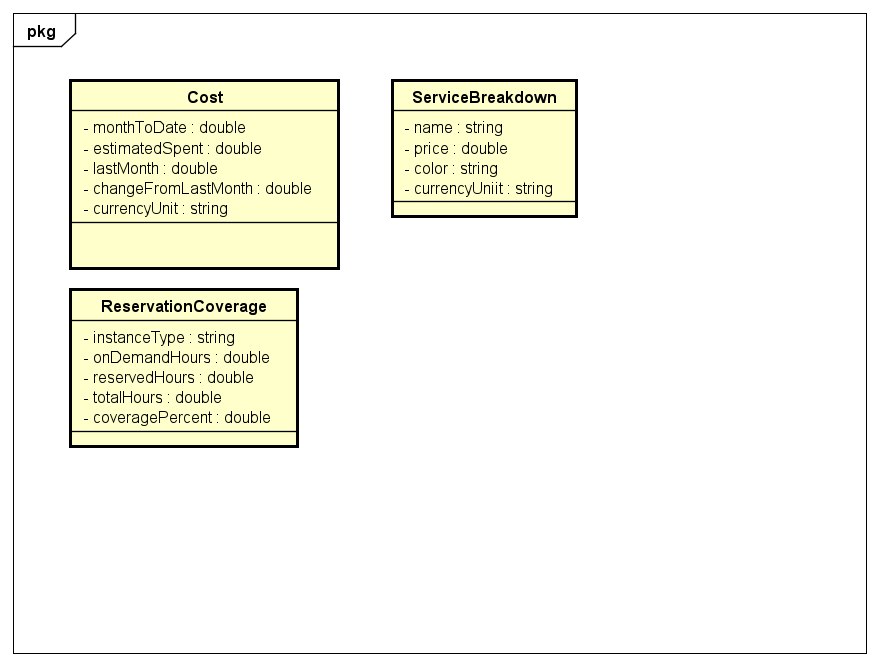 pkg
Cost
- monthToDate : double
- estimatedSpent : double
- lastMonth : double
- changeFromLastMonth : double
- currencyUnit : string
ServiceBreakdown
- name : string
- price : double
- color : string
- currencyUniit : string
ReservationCoverage
- instanceType : string
- onDemandHours : double
- reservedHours : double
- totalHours : double
- coveragePercent : double